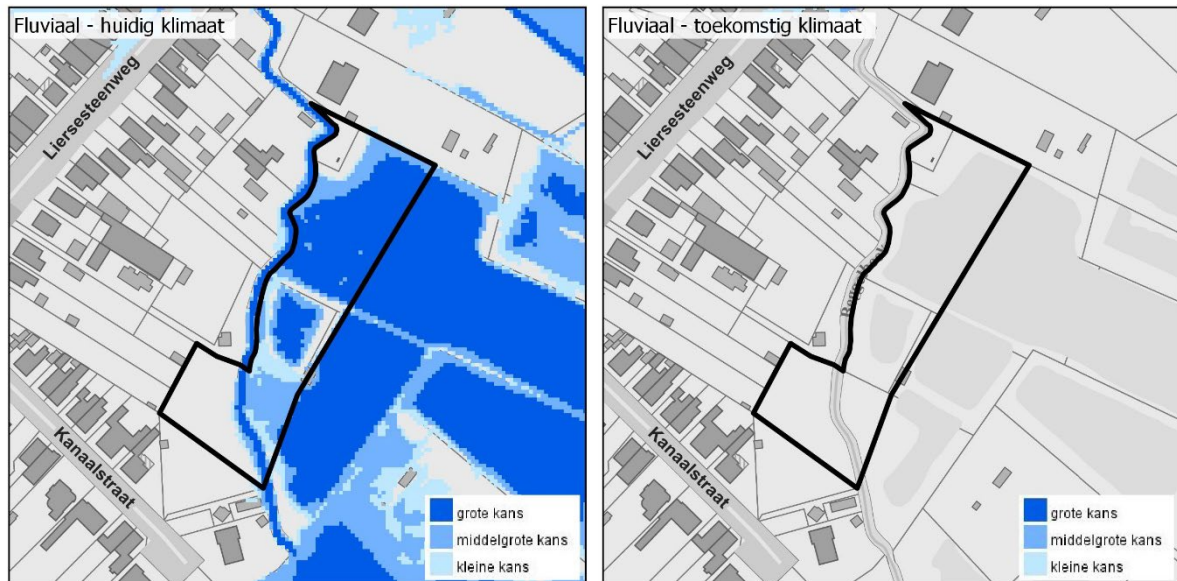 Fluviaal - huidig klimaat
Liersesteenweg
Kanaalstraat
grote kans
middelgrote kans
kleine kans
Fluviaal - toekomstig klimaat
Liersesteenweg
Kanaalstraat
grote kans
middelgrote kans
kleine kans